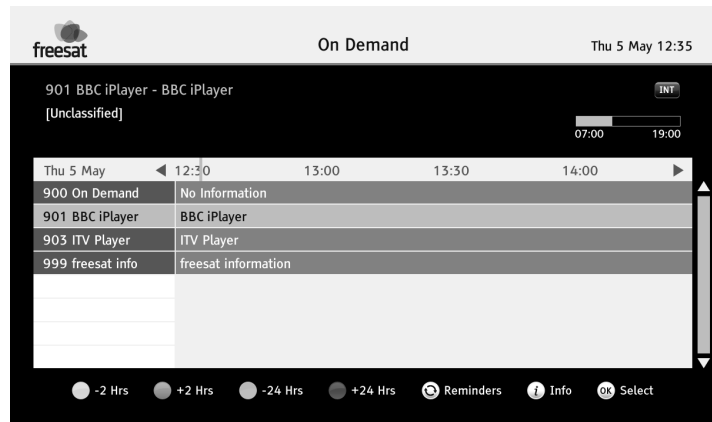 freesat
On Demand
Thu 5 May 12:35
901 BBC iPlayer - BBC iPlayer
INT
[Unclassified]
07:00 19:00
Thu 5 May 12:30 13:00 13:30 14:00
900 On Demand No Information
901 BBC iPlayer BBC iPlayer
903 ITV Player ITV Player
999 freesat info freesat information
-2 Hrs +2 Hrs -24 Hrs +24 Hrs Reminders i Info OK Select